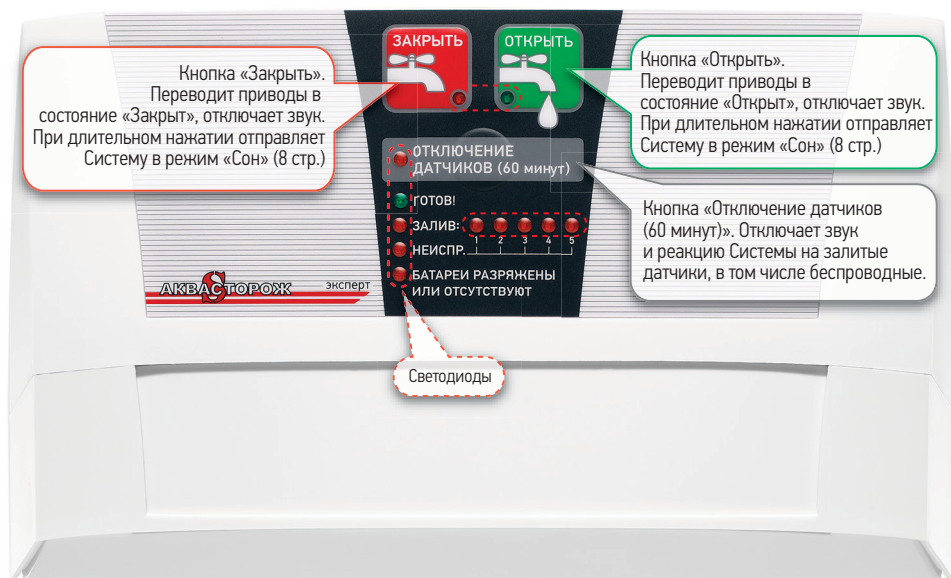 ЗАКРЫТЬ
ОТКРЫТЬ
Кнопка «Закрыть».
Переводит приводы в
состояние «Закрыт», отключает звук.
При длительном нажатии отправляет
Систему в режим «Сон» (8 стр.)
Кнопка «Открыть».
Переводит приводы в
состояние «Открыт», отключает звук.
При длительном нажатии отправляет
Систему в режим «Сон» (8 стр.)
ОТКЛЮЧЕНИЕ
ДАТЧИКОВ (60 минут)
Кнопка «Отключение датчиков
(60 минут)». Отключает звук
и реакцию Системы на залитые
датчики, в том числе беспроводные.
ГОТОВ!
ЗАЛИВ:
НЕИСПР.
1 2 3 4 5
БАТАРЕИ РАЗРЯЖЕНЫ
ИЛИ ОТСУТСТВУЮТ
АКВАСТОРОЖ эксперт
Светодиоды